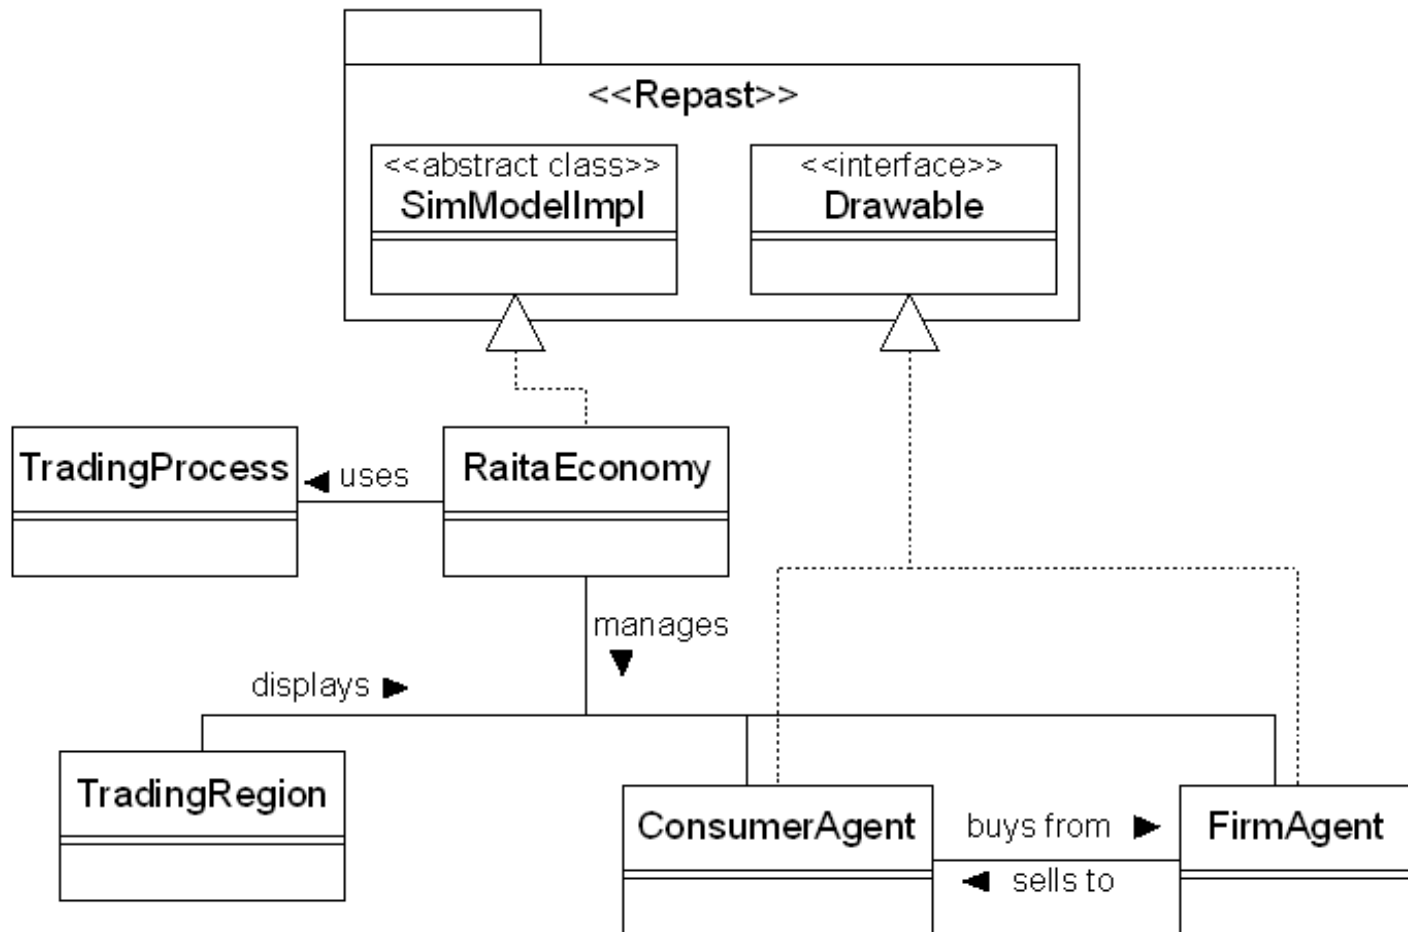 <<Repast>>
<<abstract class>>
SimModelImpl
<<interface>>
Drawable
TradingProcess
uses
RaitaEconomy
manages
displays
TradingRegion
ConsumerAgent
buys from
sells to
FirmAgent